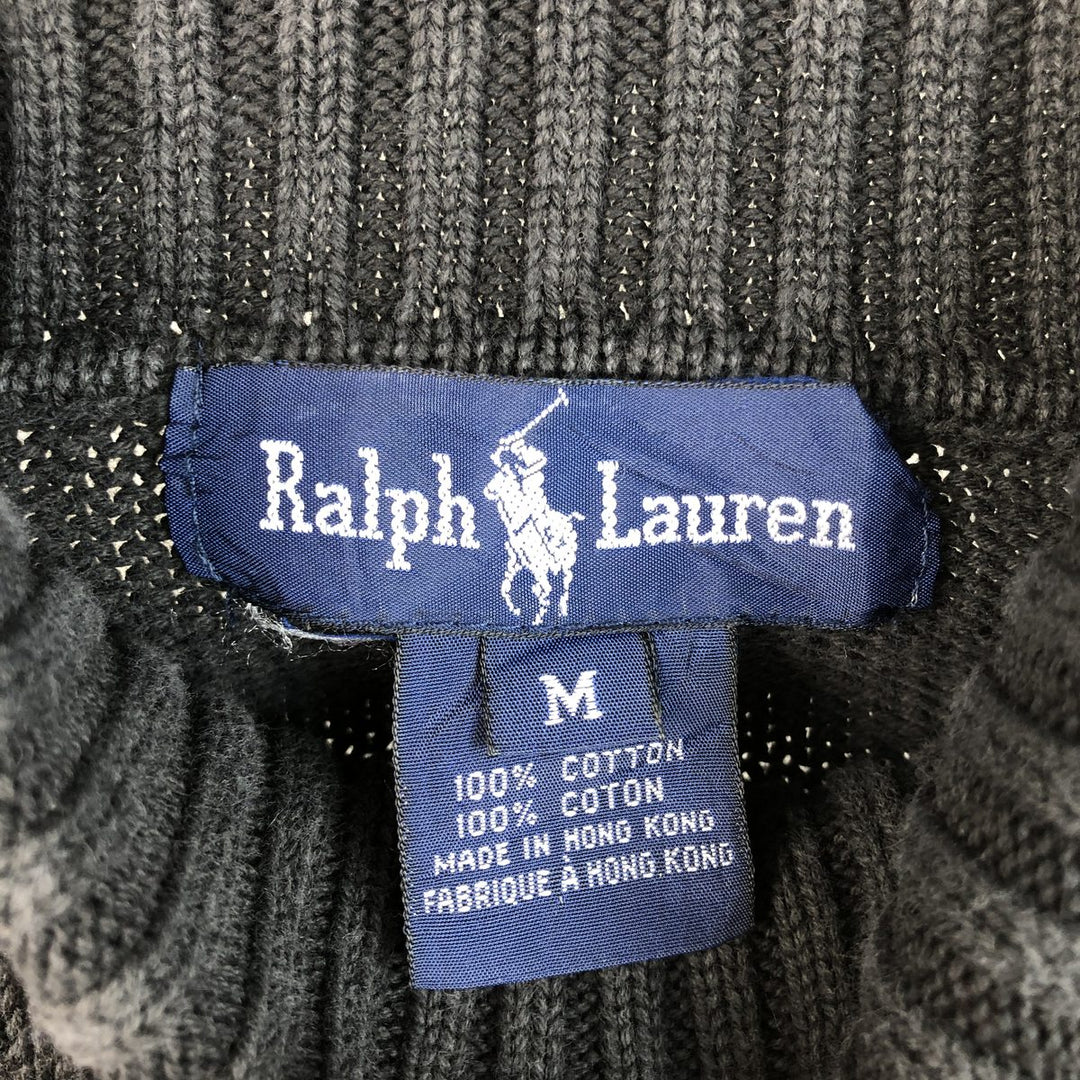 Ralph Lauren
M
100% COTTON
100% COTON
MADE IN HONG KONG
FABRIQUE À HONG.KONG